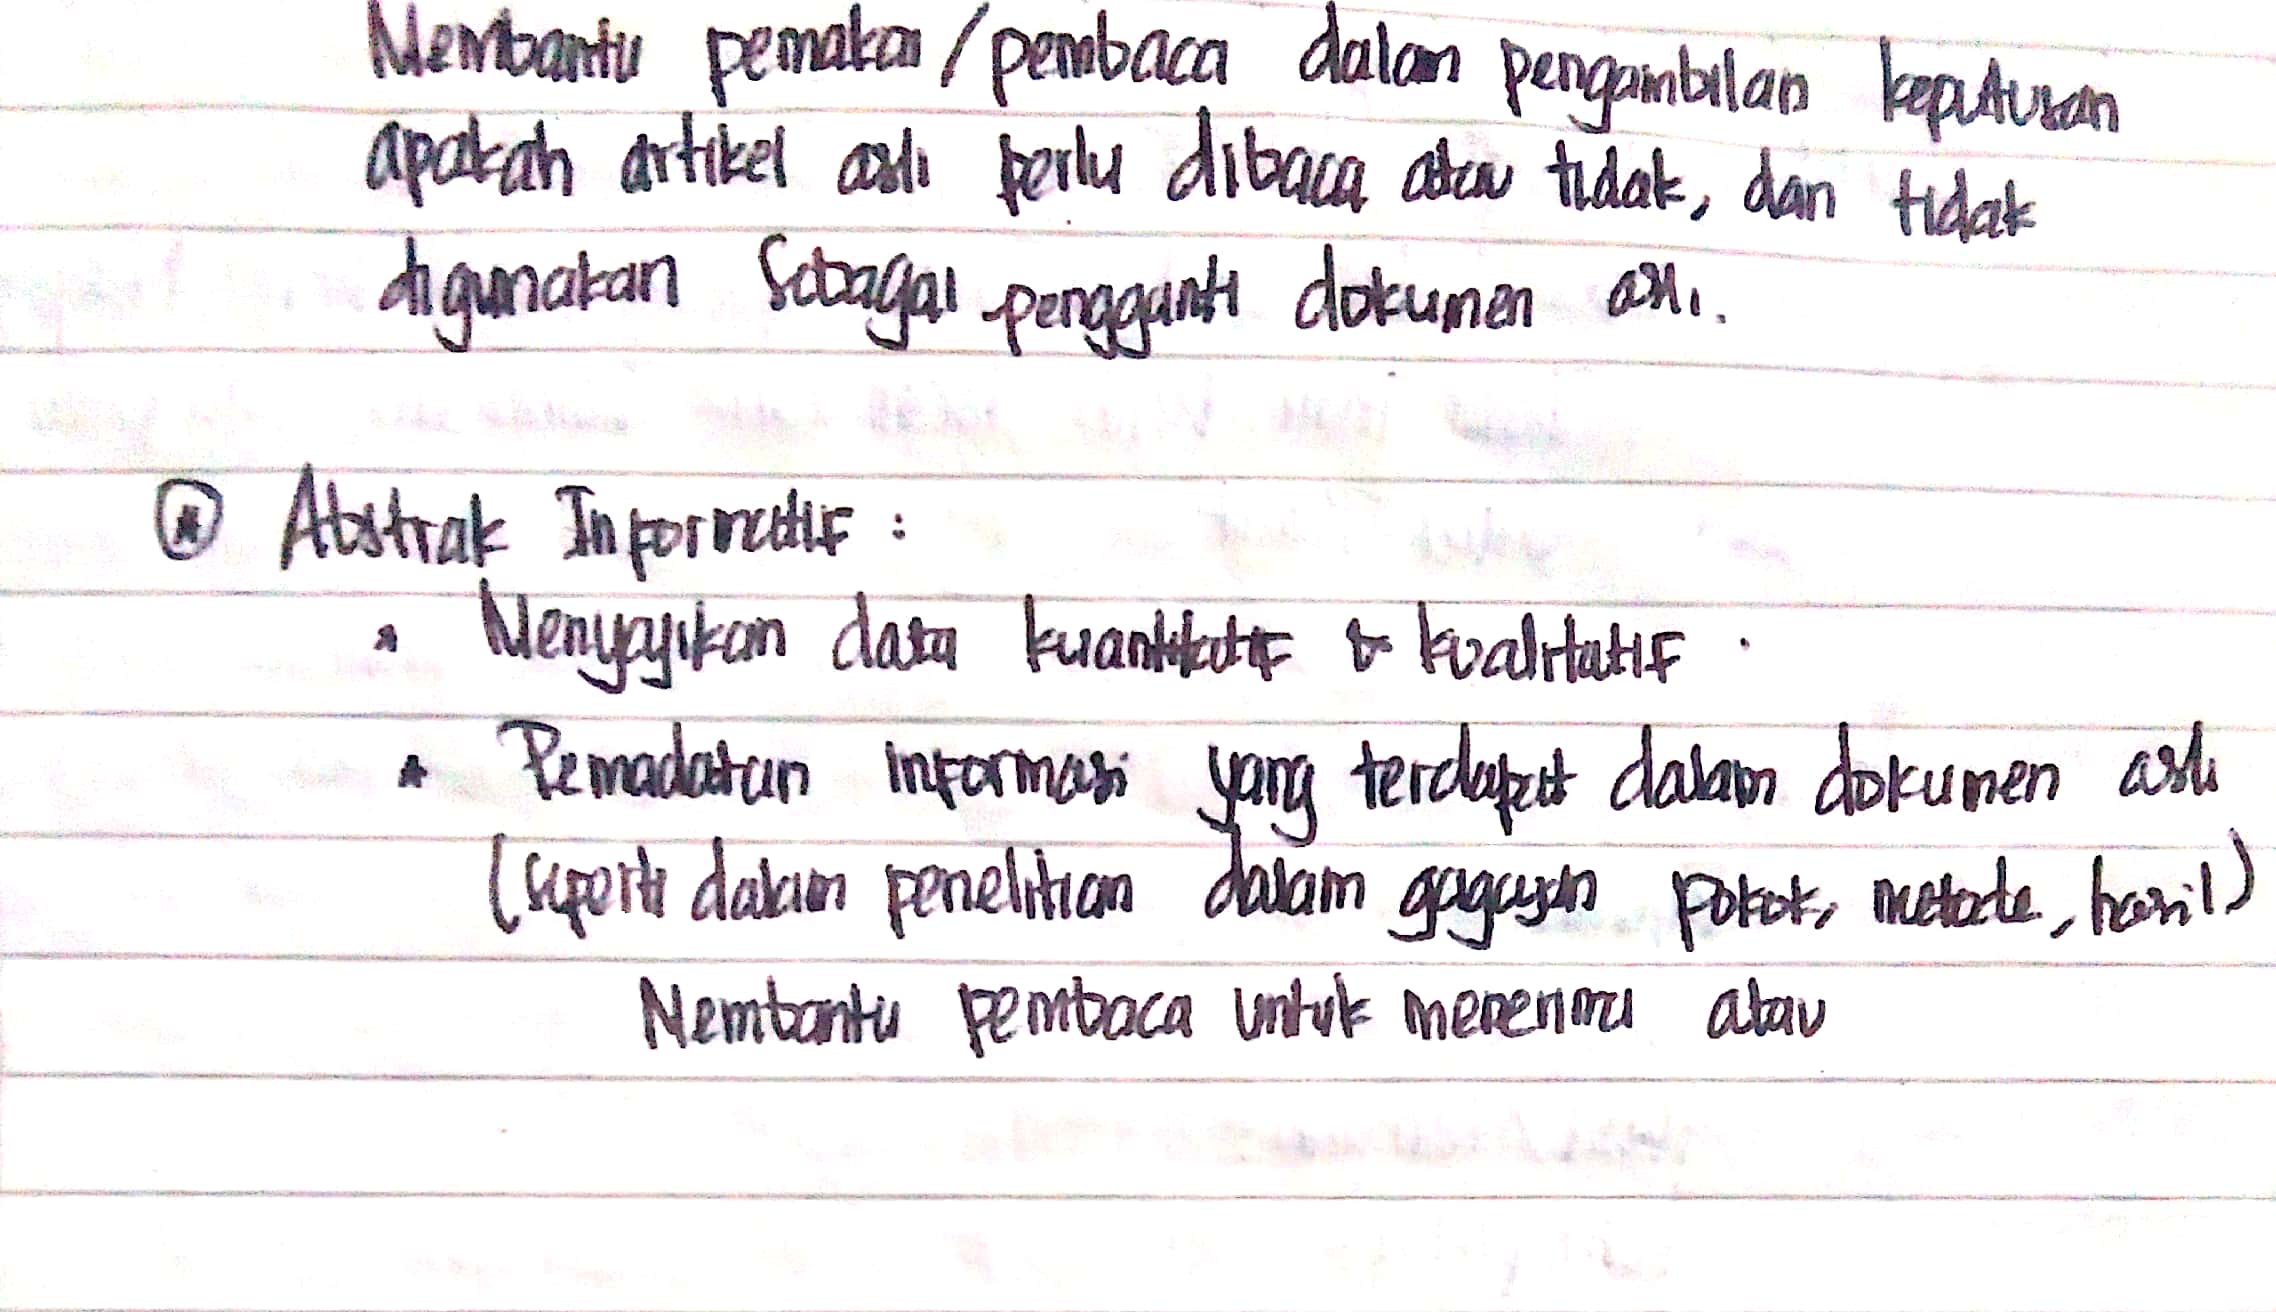 Membantu pemakai / pembaca dalam pengambilan keputusan
apakah artikel asli perlu dibaca atau tidak, dan tidak
digunakan sebagai pengganti dokumen asli.
Abstrak Informatif :
Menyajikan data kuantitatif & kualitatif .
* Pemadatan informasi yang terdapat dalam dokumen asli
(seperti dalam penelitian dalam gagasan pokok, metode, hasil)
Membantu pembaca untuk menerima atau